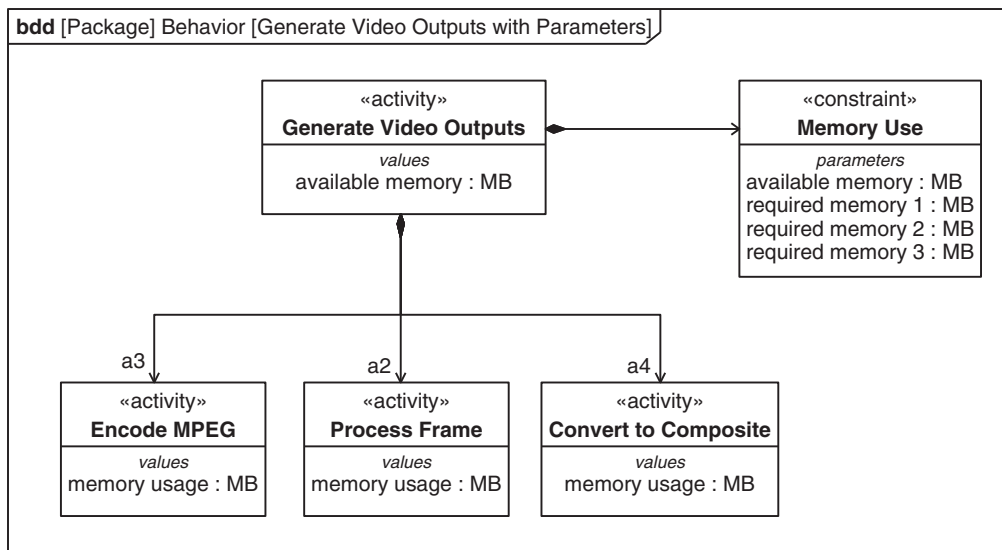 bdd [Package] Behavior [Generate Video Outputs with Parameters]
«activity»
Generate Video Outputs
values
available memory : MB
«constraint»
Memory Use
parameters
available memory : MB
required memory 1 : MB
required memory 2 : MB
required memory 3 : MB
a3
«activity»
Encode MPEG
values
memory usage : MB
a2
«activity»
Process Frame
values
memory usage : MB
a4
«activity»
Convert to Composite
values
memory usage : MB